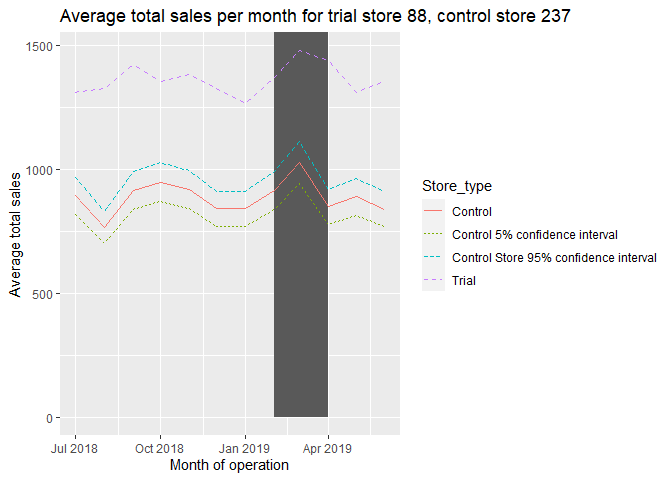 Average total sales per month for trial store 88, control store 237
Average total sales
1500
1000
500
0
Jul 2018
Oct 2018
Jan 2019
Apr 2019
Month of operation
Store_type
Control
Control 5% confidence interval
Control Store 95% confidence interval
Trial